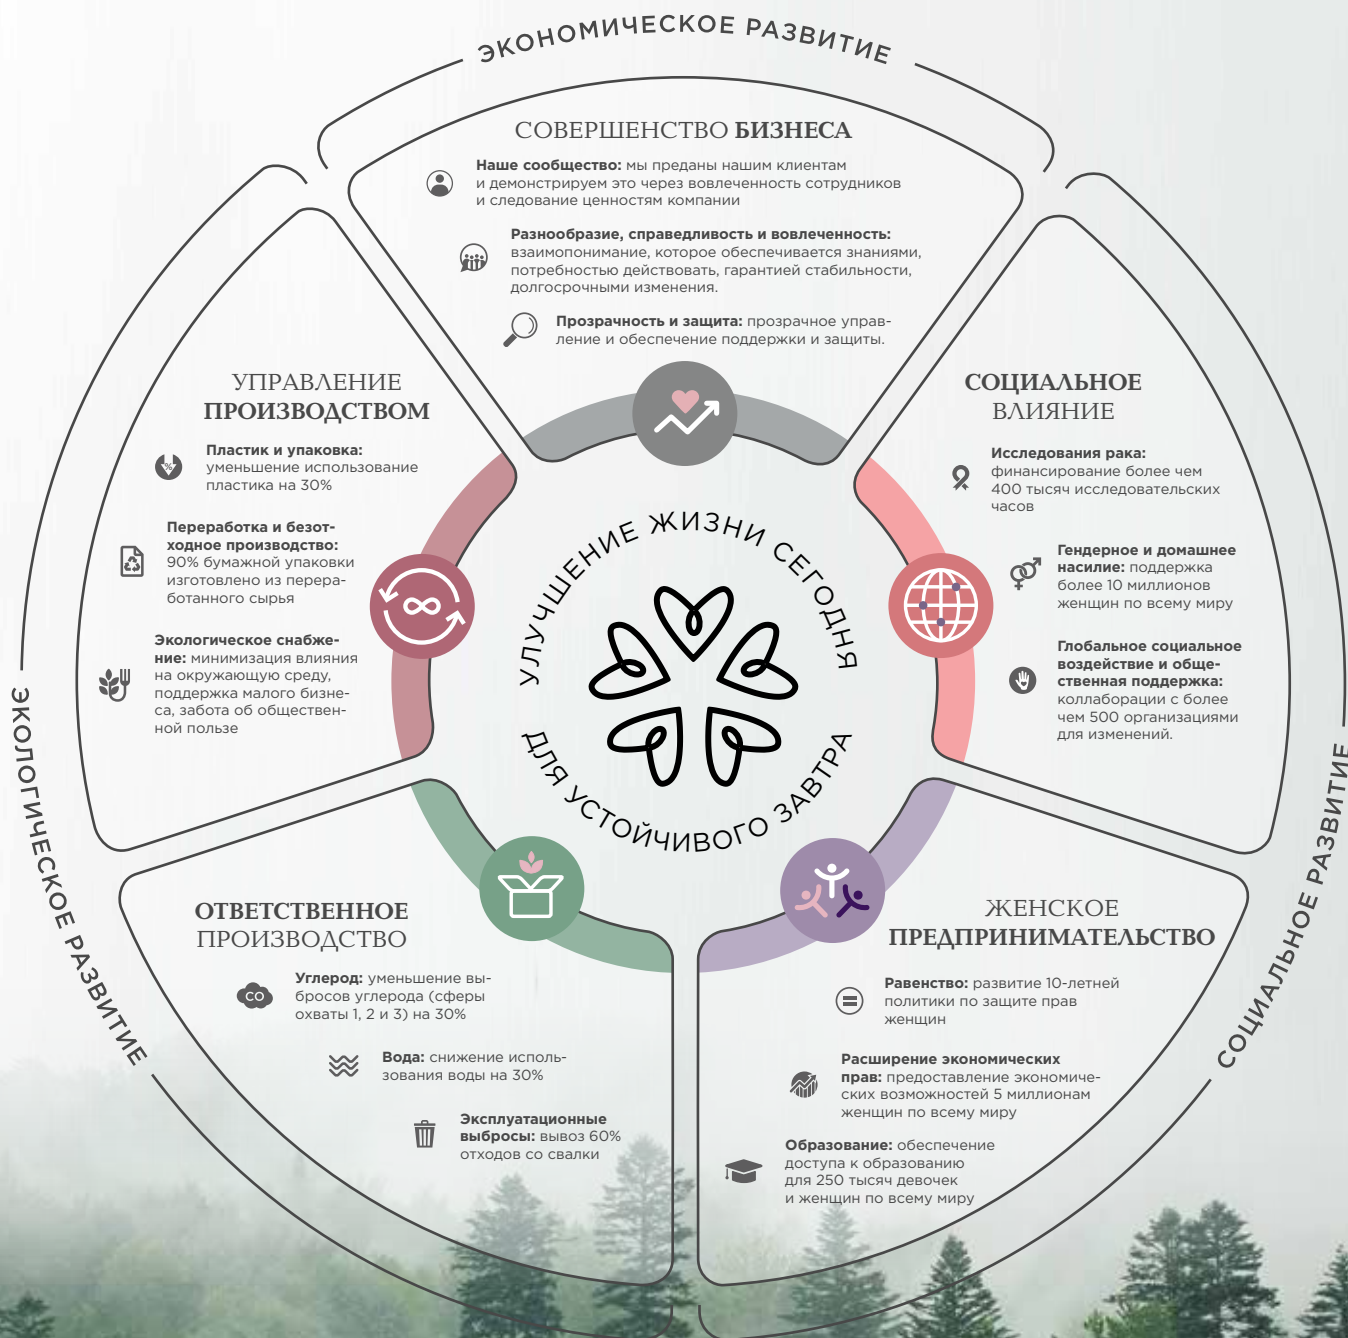 ЭКОНОМИЧЕСКОЕ РАЗВИТИЕ
СОВЕРШЕНСТВО БИЗНЕСА
Наше сообщество: мы преданы нашим клиентам
и демонстрируем это через вовлеченность сотрудников
и следование ценностям компании
Разнообразие, справедливость и вовлеченность:
взаимопонимание, которое обеспечивается знаниями,
потребностью действовать, гарантией стабильности,
долгосрочными изменения.
Прозрачность и защита: прозрачное управ-
ление и обеспечение поддержки и защиты.
УПРАВЛЕНИЕ
ПРОИЗВОДСТВОМ
%
Пластик и упаковка:
уменьшение использование
пластика на 30%
Переработка и безот-
ходное производство:
90% бумажной упаковки
изготовлено из перера-
ботанного сырья
Экологическое снабже-
ние: минимизация влияния
на окружающую среду,
поддержка малого бизне-
са, забота об обществен-
ной пользе
СОЦИАЛЬНОЕ
ВЛИЯНИЕ
Исследования рака:
финансирование более чем
400 тысяч исследовательских
часов
Гендерное и домашнее
насилие: поддержка
более 10 миллионов
женщин по всему миру
Глобальное социальное
воздействие и обще-
ственная поддержка:
коллаборации с более
чем 500 организациями
для изменений.
УЛУЧШЕНИЕ ЖИЗНИ СЕГОДНЯ
ДЛЯ УСТОЙЧИВОГО ЗАВТРА
ЭКОЛОГИЧЕСКОЕ РАЗВИТИЕ
СОЦИАЛЬНОЕ РАЗВИТИЕ
ОТВЕТСТВЕННОЕ
ПРОИЗВОДСТВО
CO
Углерод: уменьшение вы-
бросов углерода (сферы
охваты 1, 2 и 3) на 30%
Вода: снижение исполь-
зования воды на 30%
Эксплуатационные
выбросы: вывоз 60%
отходов со свалки
ЖЕНСКОЕ
ПРЕДПРИНИМАТЕЛЬСТВО
Равенство: развитие 10-летней
политики по защите прав
женщин
Расширение экономических
прав: предоставление экономиче-
ских возможностей 5 миллионам
женщин по всему миру
Образование: обеспечение
доступа к образованию
для 250 тысяч девочек
и женщин по всему миру